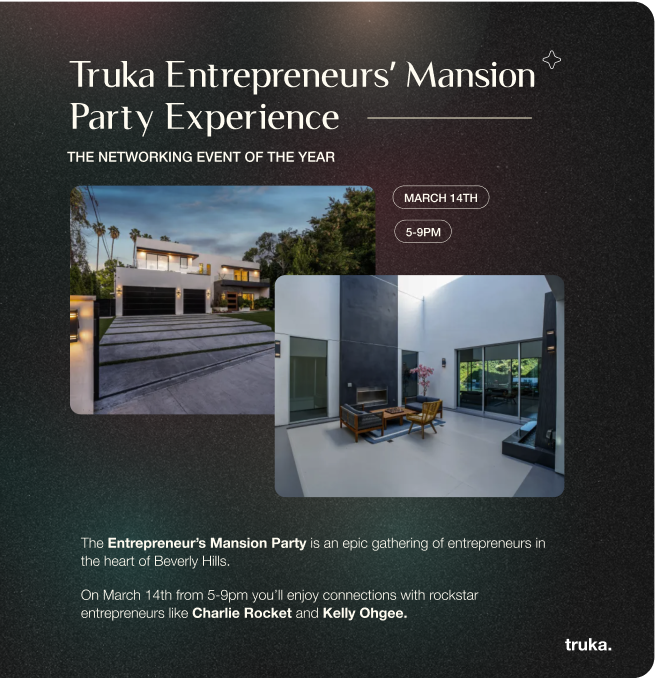 Truka Entrepreneurs’ Mansion
Party Experience
THE NETWORKING EVENT OF THE YEAR
MARCH 14TH
5-9PM
The Entrepreneur’s Mansion Party is an epic gathering of entrepreneurs in
the heart of Beverly Hills.
On March 14th from 5-9pm you’ll enjoy connections with rockstar
entrepreneurs like Charlie Rocket and Kelly Ohgee.
truka.